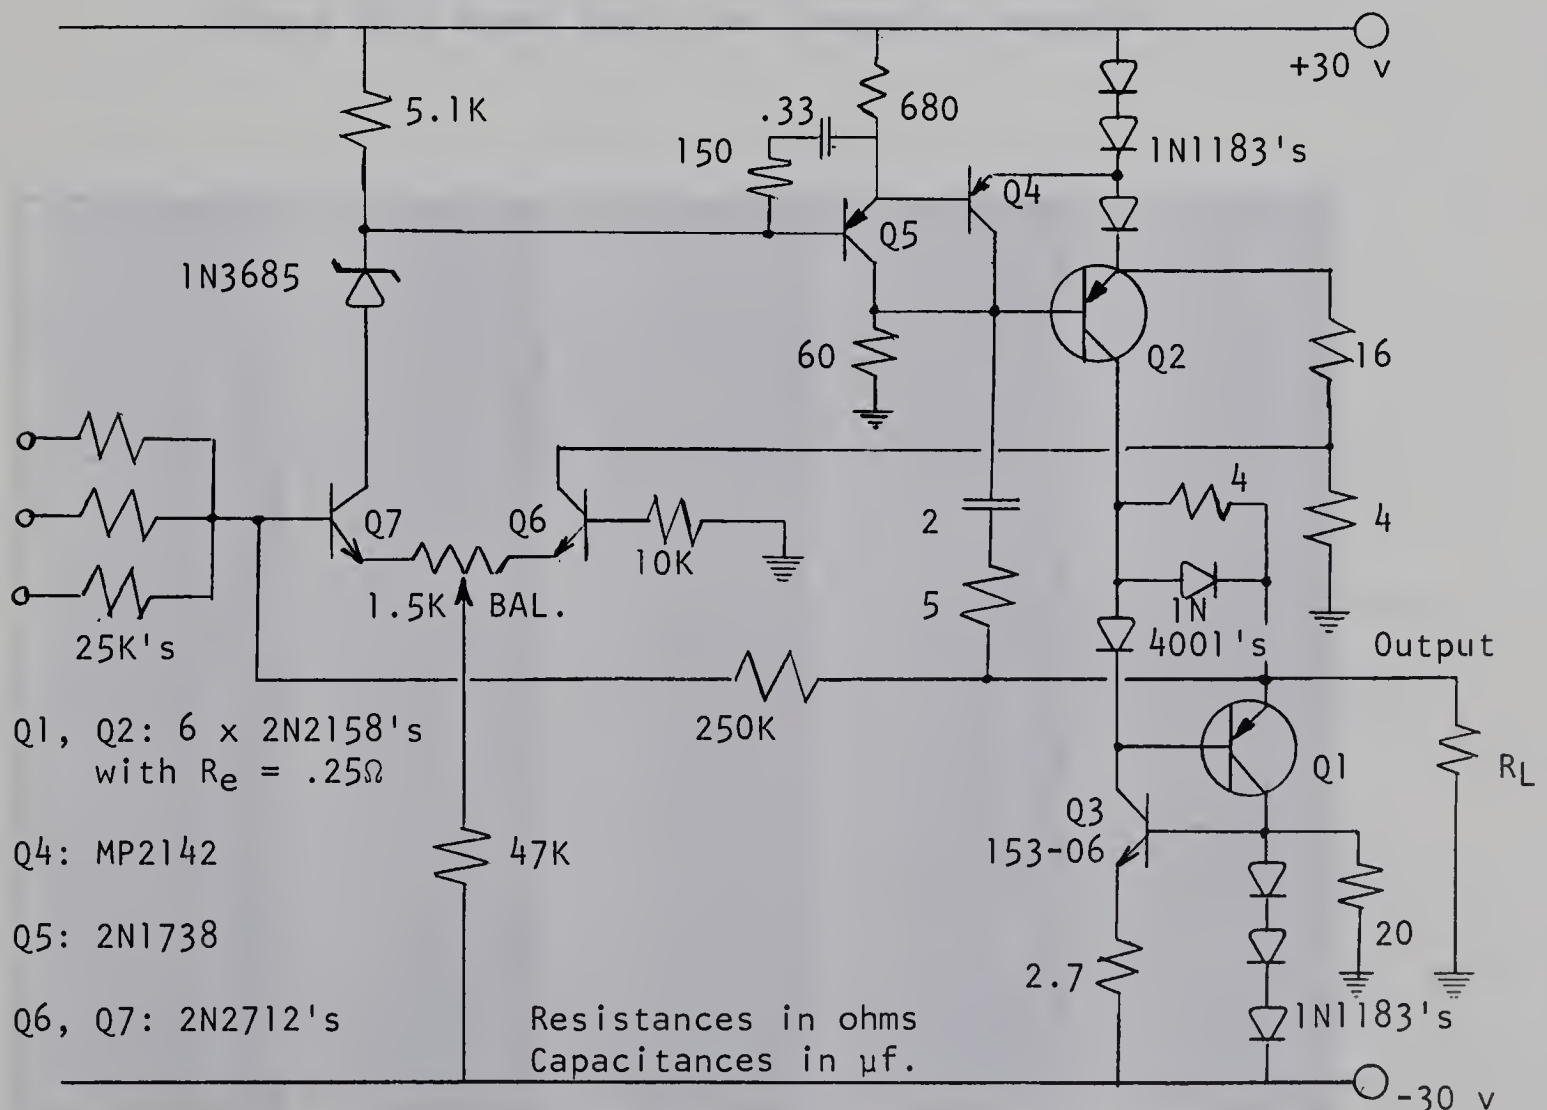 +30 v
5.1K
.33
680
150
1N1183's
Q4
Q5
1N3685
60
Q2
16
4
Q7
Q6
2
4
10K
1.5K
BAL.
5
1N
4001's
25K's
Output
250K
Q1, Q2: 6 x 2N2158's
with Re = .25Ω
Q1
RL
Q3
153-06
Q4: MP2142
47K
20
Q5: 2N1738
2.7
Q6, Q7: 2N2712's
Resistances in ohms
Capacitances in µf.
1N1183's
-30 v